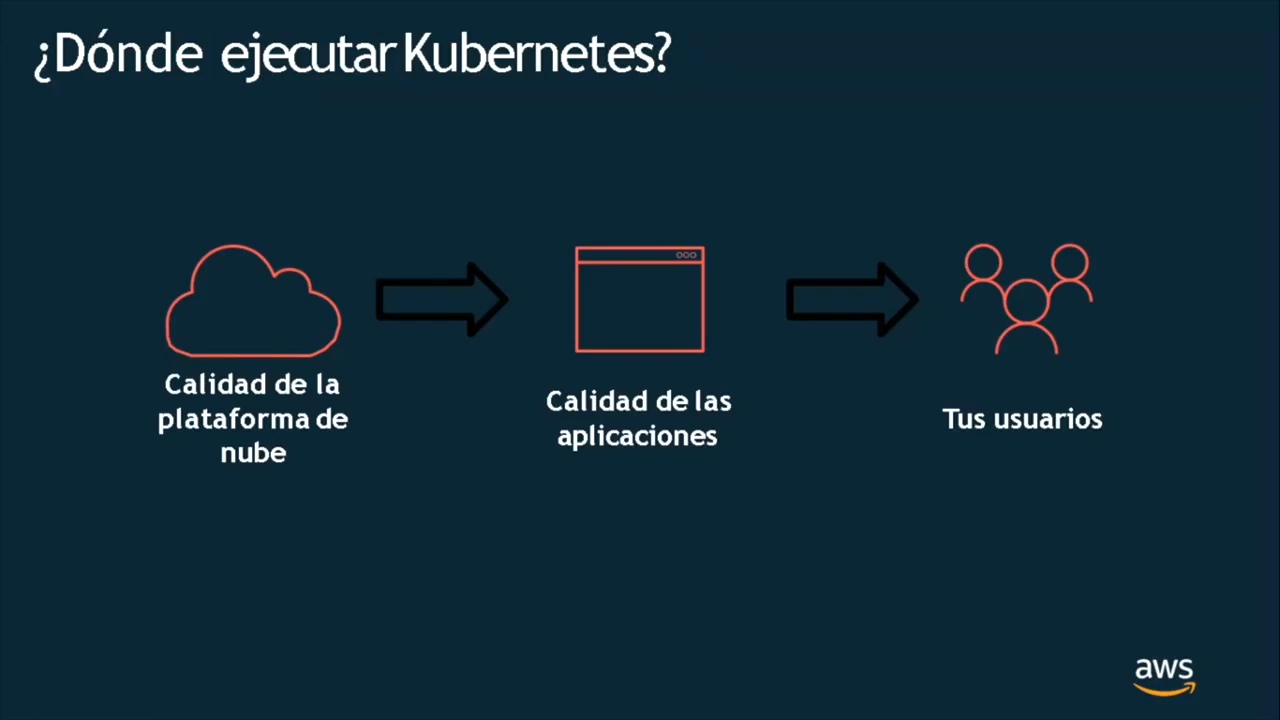 ¿Dónde ejecutar Kubernetes?
Calidad de la
plataforma de
nube
Calidad de las
aplicaciones
Tus usuarios
aws